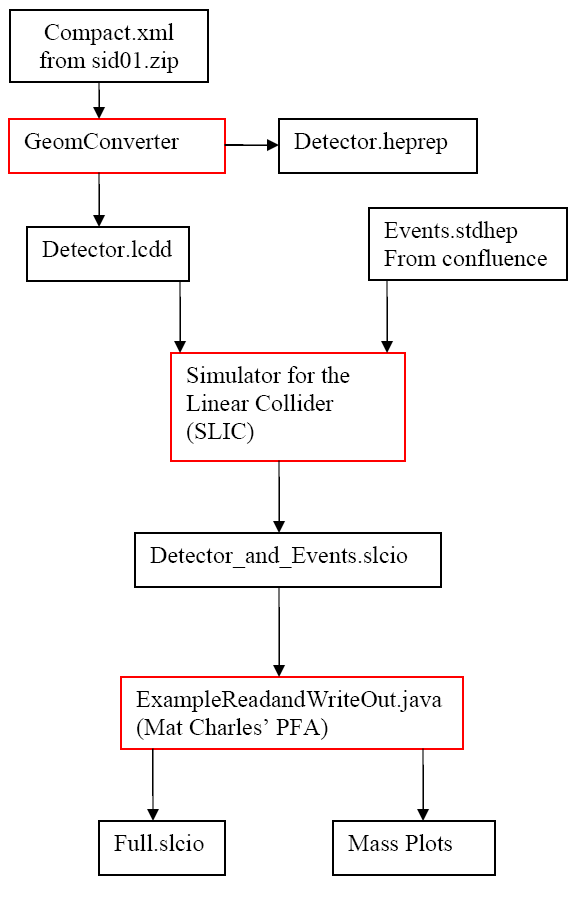 Compact.xml
from sid01.zip
GeomConverter
Detector.heprep
Detector.lcdd
Events.stdhep
From confluence
Simulator for the
Linear Collider
(SLIC)
Detector_and_Events.slcio
ExampleReadandWriteOut.java
(Mat Charles’ PFA)
Full.slcio
Mass Plots